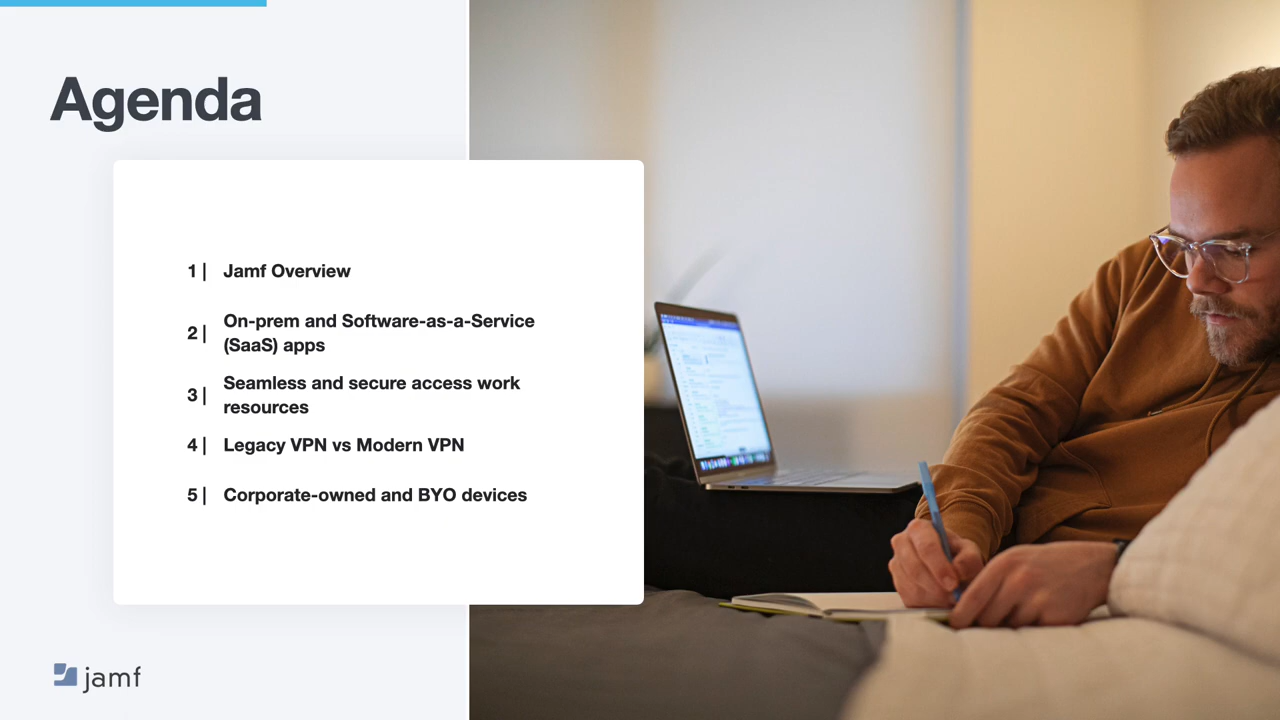 Agenda
1 | Jamf Overview
2 | On-prem and Software-as-a-Service
(SaaS) apps
3 | Seamless and secure access work
resources
4 | Legacy VPN vs Modern VPN
5 | Corporate-owned and BYO devices
jamf